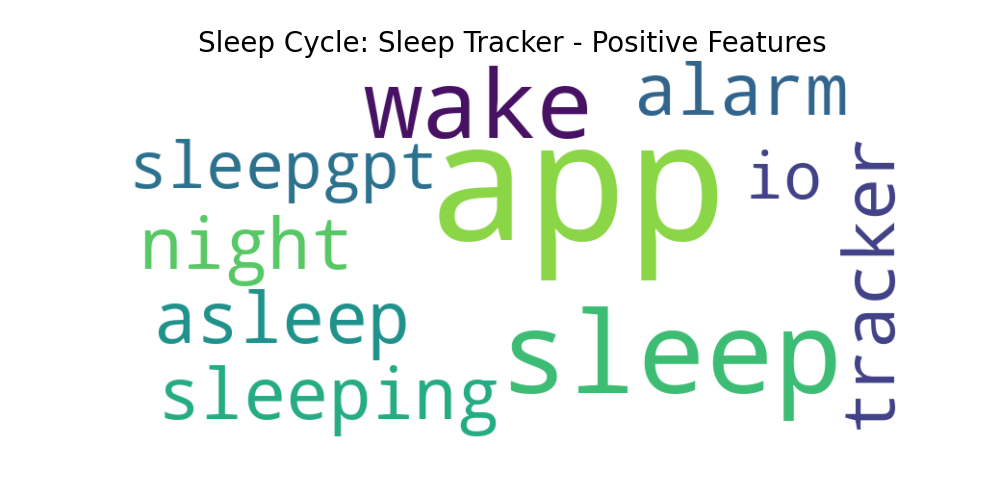 Sleep Cycle: Sleep Tracker - Positive Features
wake
alarm
sleepgpt
app
io
tracker
night
asleep
sleep
sleeping